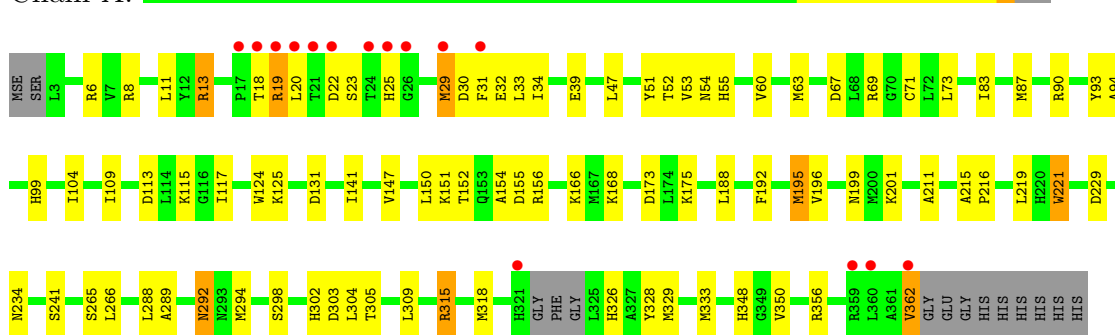 MSE SER L3 R6 V7 R8 L11 Y12 R13 P17 T18 R19 L20 T21 D22 S23 T24 H25 G26 M29 D30 F31 E32 L33 I34 E39 L47 Y51 T52 V53 N54 H55 V60 M63 D67 L68 R69 G70 C71 L72 L73 I83 M87 R90 Y93 A94
H99 I104 I109 D113 L114 K115 G116 I117 W124 K125 D131 I141 V147 L150 K151 T152 Q153 A154 D155 R156 K166 M167 K168 D173 L174 K175 L188 F192 M195 V196 N199 M200 K201 A211 A215 P216 L219 H220 W221 D229
N234 S241 S265 L266 L288 A289 N292 N293 M294 S298 H302 D303 L304 T305 L309 R315 M318 H321 GLY PHE GLY L325 H326 A327 Y328 M329 M333 H348 G349 V350 R356 R359 L360 A361 V362 GLY GLY HIS HIS HIS HIS HIS HIS